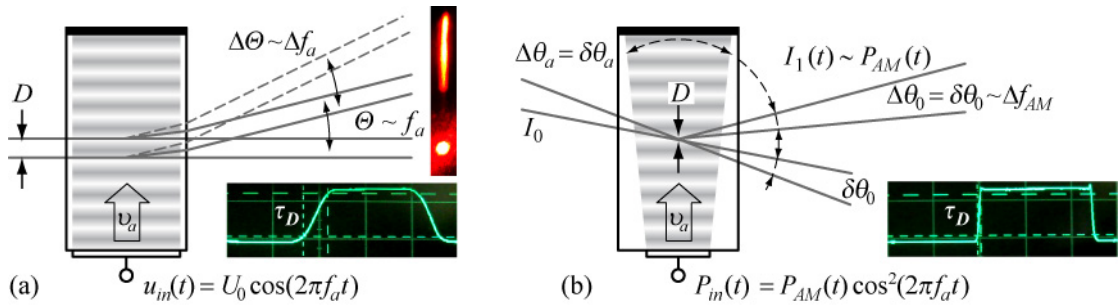 ΔΘ ~ Δf_a
D
Θ ~ f_a
τ_D
υ_a
(a) u_in(t) = U_0 cos(2πf_a t)
Δθ_a = δθ_a
I_1(t) ~ P_AM(t)
D
Δθ_0 = δθ_0 ~ Δf_AM
I_0
δθ_0
τ_D
υ_a
(b) P_in(t) = P_AM(t) cos²(2πf_a t)